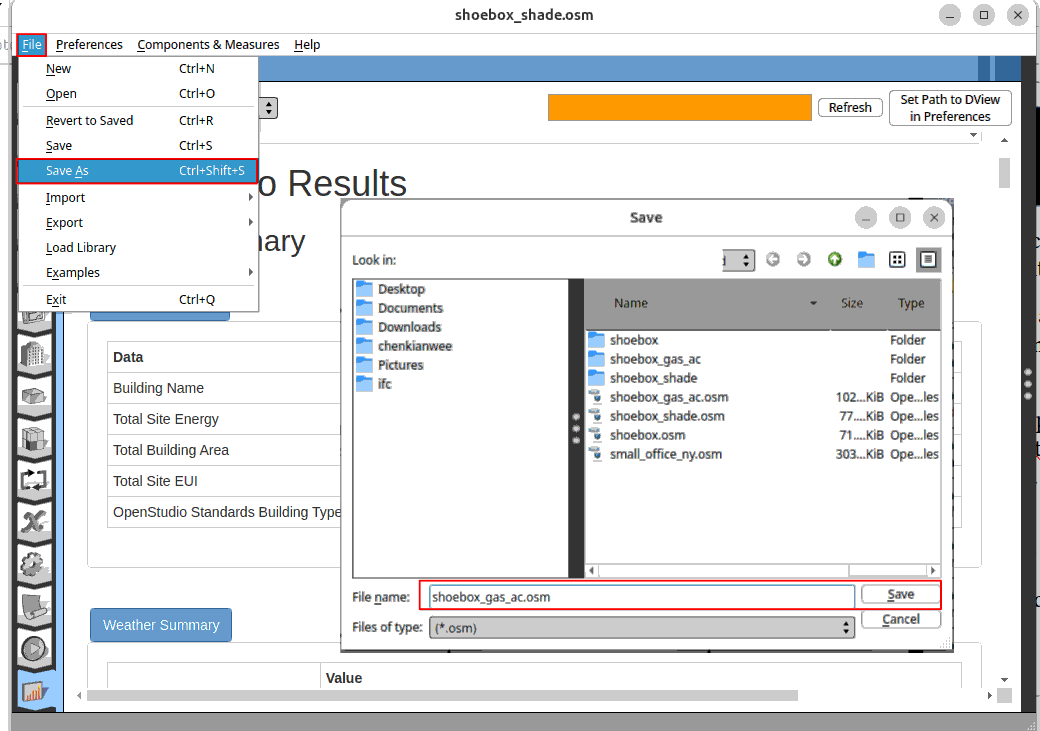 shoebox_shade.osm
File Preferences Components & Measures Help
New Ctrl+N
Open Ctrl+O
Revert to Saved Ctrl+R
Save Ctrl+S
Save As Ctrl+Shift+S
Import
Export
Load Library
Examples
Exit Ctrl+Q
Refresh
Set Path to DView
in Preferences
o Results
ary
Data
Building Name
Total Site Energy
Total Building Area
Total Site EUI
OpenStudio Standards Building Type
Weather Summary
Value
Save
Look in:
Desktop
Documents
Downloads
chenkianwee
Pictures
ifc
Name Size Type
shoebox Folder
shoebox_gas_ac Folder
shoebox_shade Folder
shoebox_gas_ac.osm 102...KiB Ope...les
shoebox_shade.osm 77....KiB Ope...les
shoebox.osm 71....KiB Ope...les
small_office_ny.osm 303...KiB Ope...les
File name: shoebox_gas_ac.osm Save
Files of type: (*.osm) Cancel